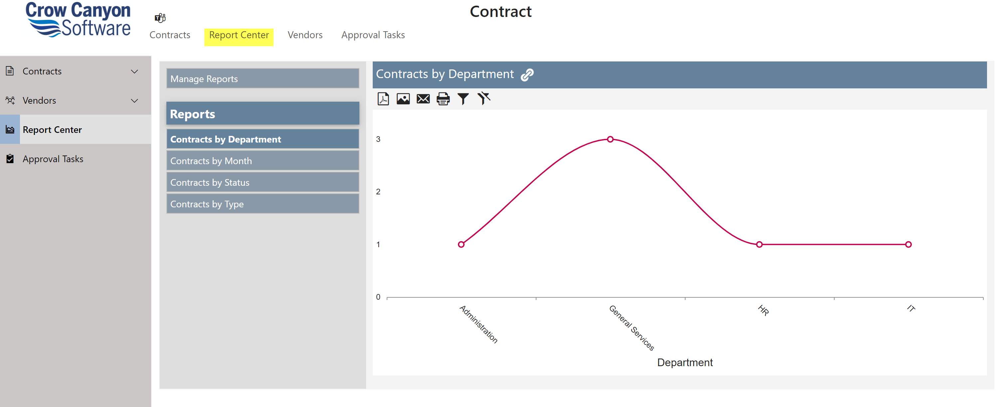 Crow Canyon
Software
Contract
Contracts
Report Center
Vendors
Approval Tasks
Contracts
Vendors
Report Center
Approval Tasks
Manage Reports
Reports
Contracts by Department
Contracts by Month
Contracts by Status
Contracts by Type
Contracts by Department
3
2
1
0
Administration
General Services
HR
IT
Department